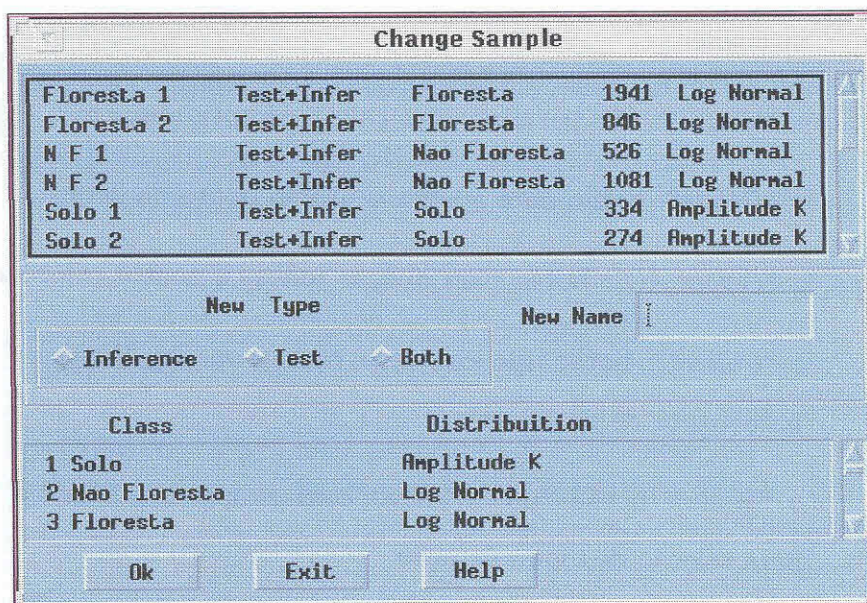 Change Sample
Floresta 1 Test+Infer Floresta 1941 Log Normal
Floresta 2 Test+Infer Floresta 846 Log Normal
N F 1 Test+Infer Nao Floresta 526 Log Normal
N F 2 Test+Infer Nao Floresta 1081 Log Normal
Solo 1 Test+Infer Solo 334 Amplitude K
Solo 2 Test+Infer Solo 274 Amplitude K
New Type
New Name
Inference Test Both
Class Distribuition
1 Solo Amplitude K
2 Nao Floresta Log Normal
3 Floresta Log Normal
Ok Exit Help